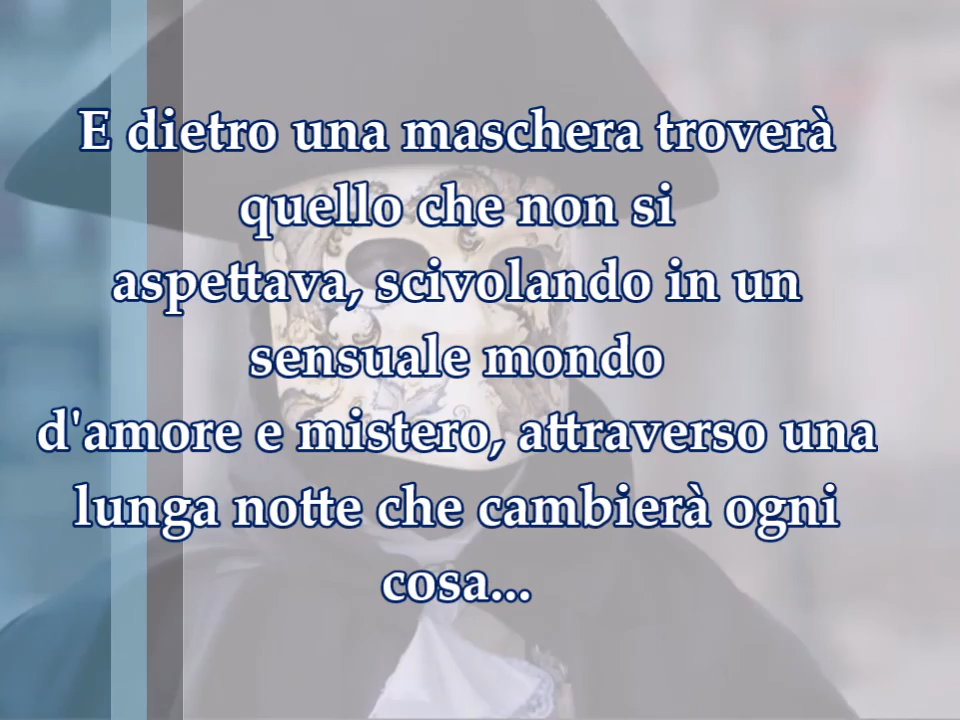 E dietro una maschera troverà
quello che non si
aspettava, scivolando in un
sensuale mondo
d'amore e mistero, attraverso una
lunga notte che cambierà ogni
cosa...